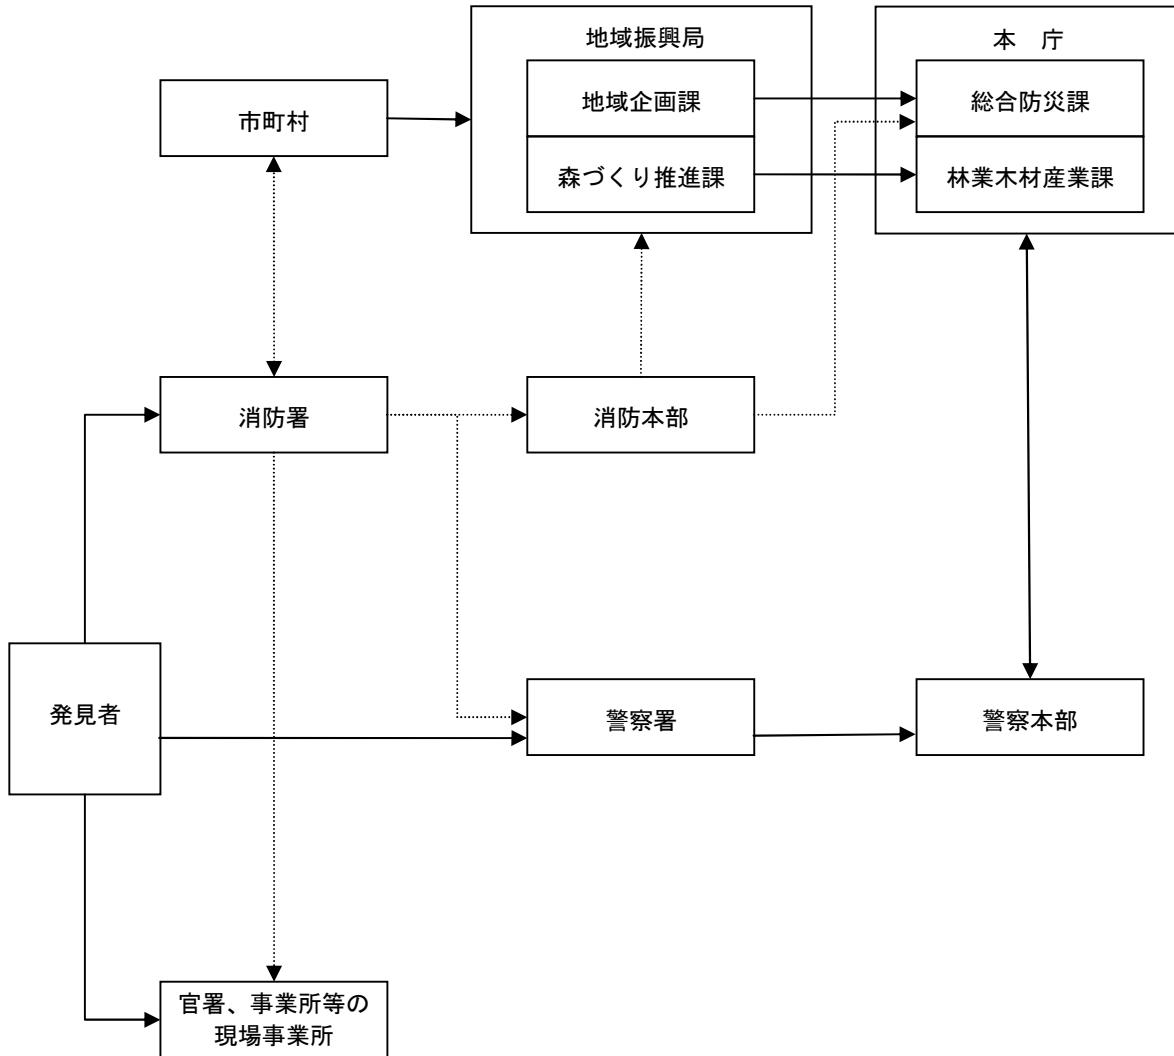 地域振興局
本　庁
市町村
地域企画課
総合防災課
森づくり推進課
林業木材産業課
消防署
消防本部
発見者
警察署
警察本部
官署、事業所等の
現場事業所